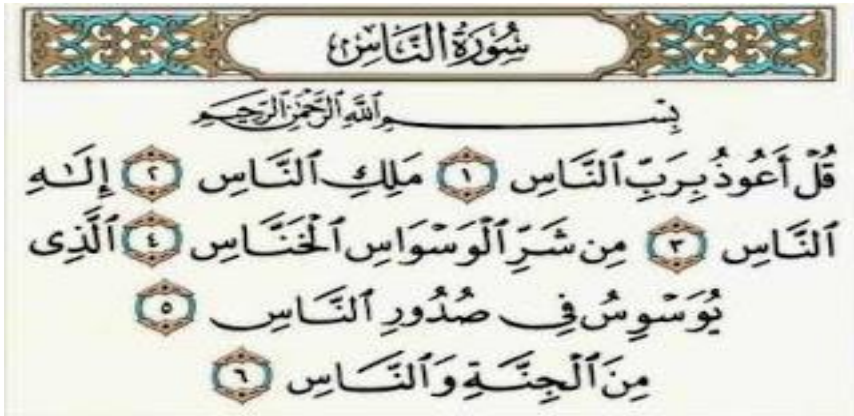 سُورَةُ النَّاسِ
بِسْمِ ٱللَّهِ ٱلرَّحْمَٰنِ ٱلرَّحِيمِ
قُلْ أَعُوذُ بِرَبِّ ٱلنَّاسِ ١ مَلِكِ ٱلنَّاسِ ٢ إِلَٰهِ
ٱلنَّاسِ ٣ مِن شَرِّ ٱلْوَسْوَاسِ ٱلْخَنَّاسِ ٤ ٱلَّذِى
يُوَسْوِسُ فِى صُدُورِ ٱلنَّاسِ ٥
مِنَ ٱلْجِنَّةِ وَٱلنَّاسِ ٦